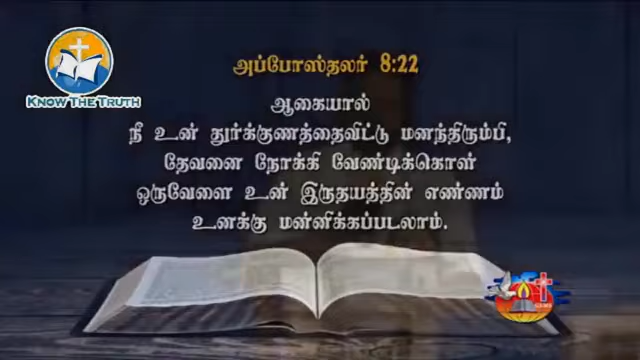 அப்போஸ்தலர் 8:22
ஆகையால்
நீ உன் துர்க்குணத்தைவிட்டு மனந்திரும்பி,
தேவனை நோக்கி வேண்டிக்கொள்
ஒருவேளை உன் இருதயத்தின் எண்ணம்
உனக்கு மன்னிக்கப்படலாம்.
KNOW THE TRUTH